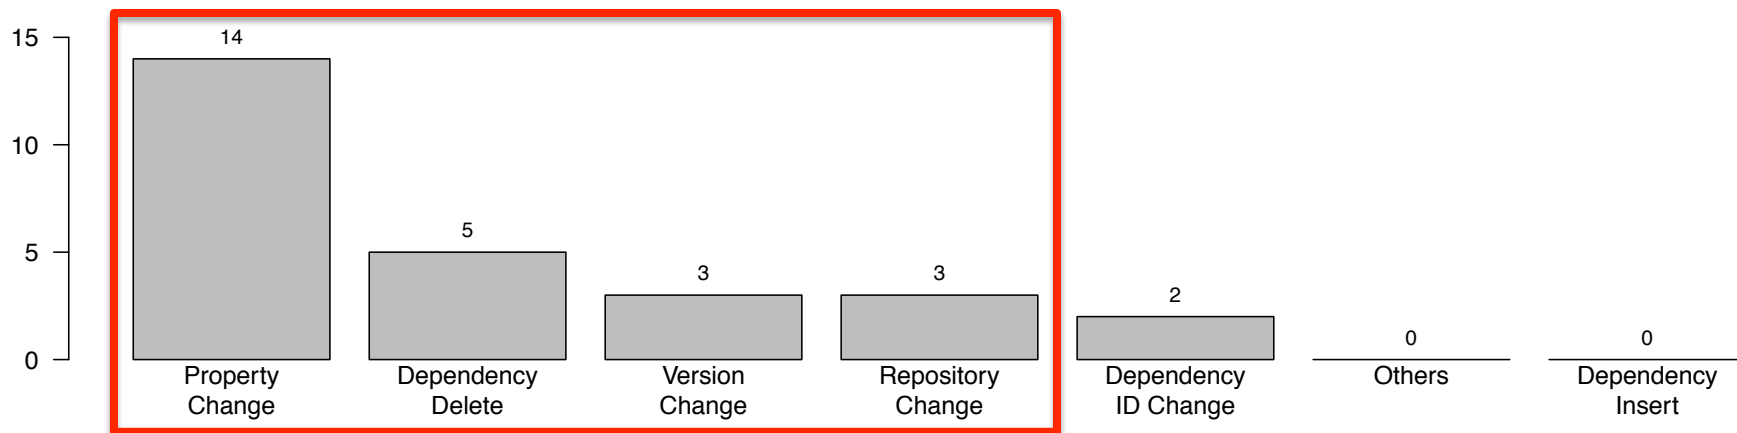 15
10
5
0
14
5
3
3
2
0
0
Property
Change
Dependency
Delete
Version
Change
Repository
Change
Dependency
ID Change
Others
Dependency
Insert